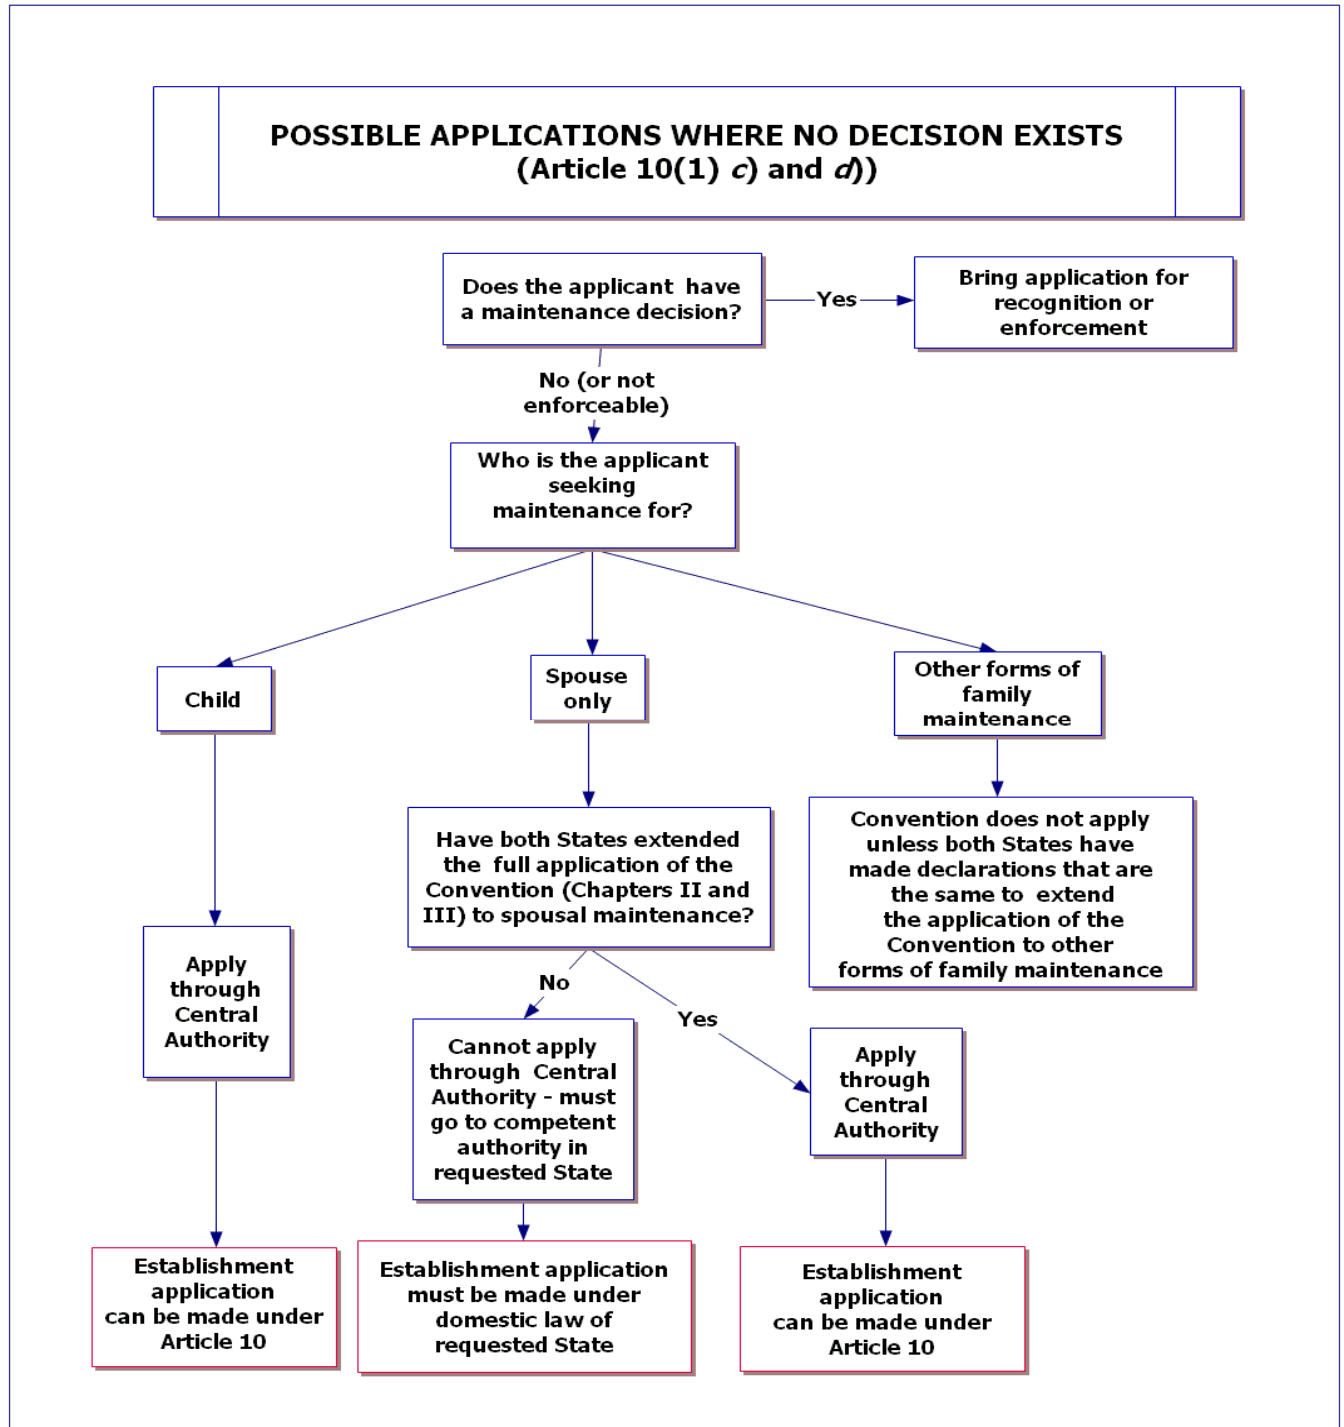 POSSIBLE APPLICATIONS WHERE NO DECISION EXISTS
(Article 10(1) c) and d))
Does the applicant have
a maintenance decision?
Yes
Bring application for
recognition or
enforcement
No (or not
enforceable)
Who is the applicant
seeking
maintenance for?
Child
Spouse
only
Other forms of
family
maintenance
Have both States extended
the full application of the
Convention (Chapters II and
III) to spousal maintenance?
Convention does not apply
unless both States have
made declarations that are
the same to extend
the application of the
Convention to other
forms of family maintenance
Apply
through
Central
Authority
No
Yes
Cannot apply
through Central
Authority - must
go to competent
authority in
requested State
Apply
through
Central
Authority
Establishment
application
can be made under
Article 10
Establishment application
must be made under
domestic law of
requested State
Establishment
application
can be made under
Article 10